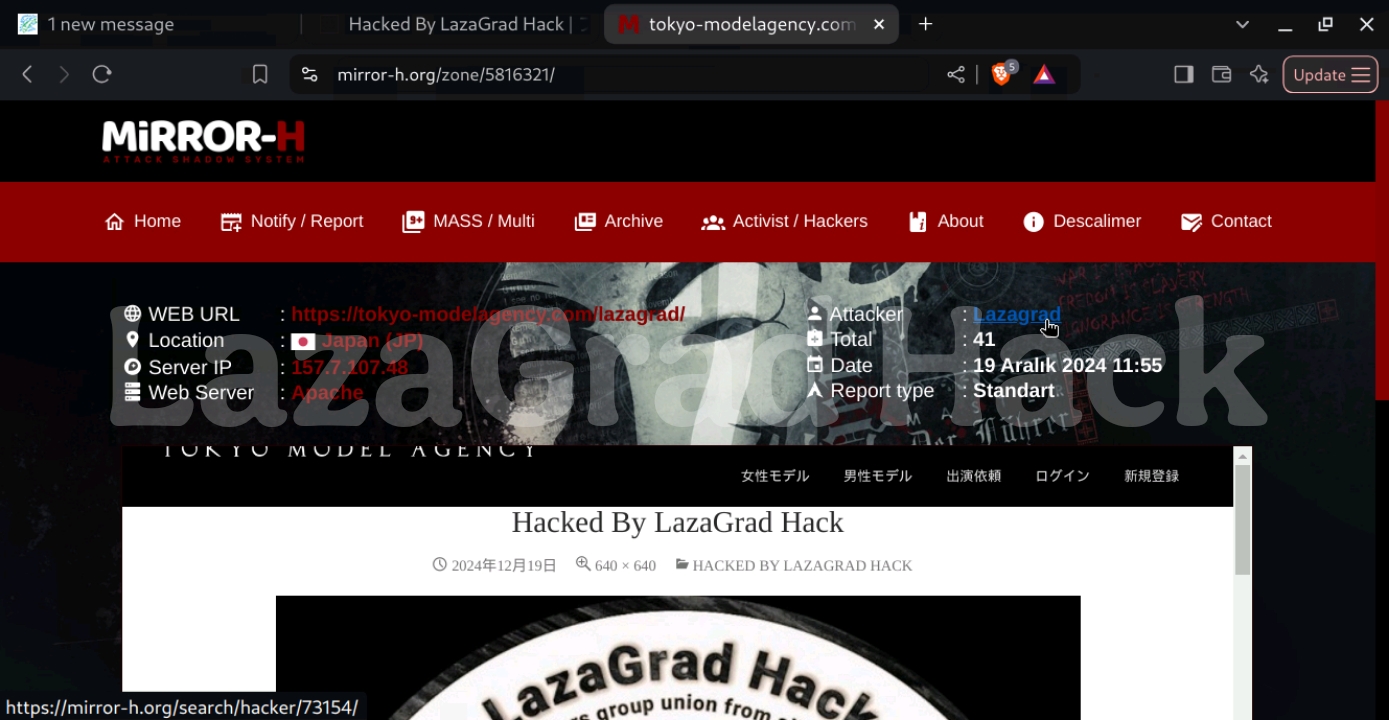 1 new message
Hacked By LazaGrad Hack |
tokyo-modelagency.com
mirror-h.org/zone/5816321/
5
Update
MiRROR-H
ATTACK SHADOW SYSTEM
Home
Notify / Report
9+
MASS / Multi
Archive
Activist / Hackers
About
Descalimer
Contact
WEB URL : https://tokyo-modelagency.com/lazagrad/
Location : Japan (JP)
Server IP : 157.7.107.48
Web Server : Apache
Attacker : Lazagrad
Total : 41
Date : 19 Aralık 2024 11:55
Report type : Standart
LazaGrad Hack
Der Führer
TOKYO MODEL AGENCY
女性モデル 男性モデル 出演依頼 ログイン 新規登録
Hacked By LazaGrad Hack
2024年12月19日 640 × 640 HACKED BY LAZAGRAD HACK
LazaGrad Hack
group union from
https://mirror-h.org/search/hacker/73154/